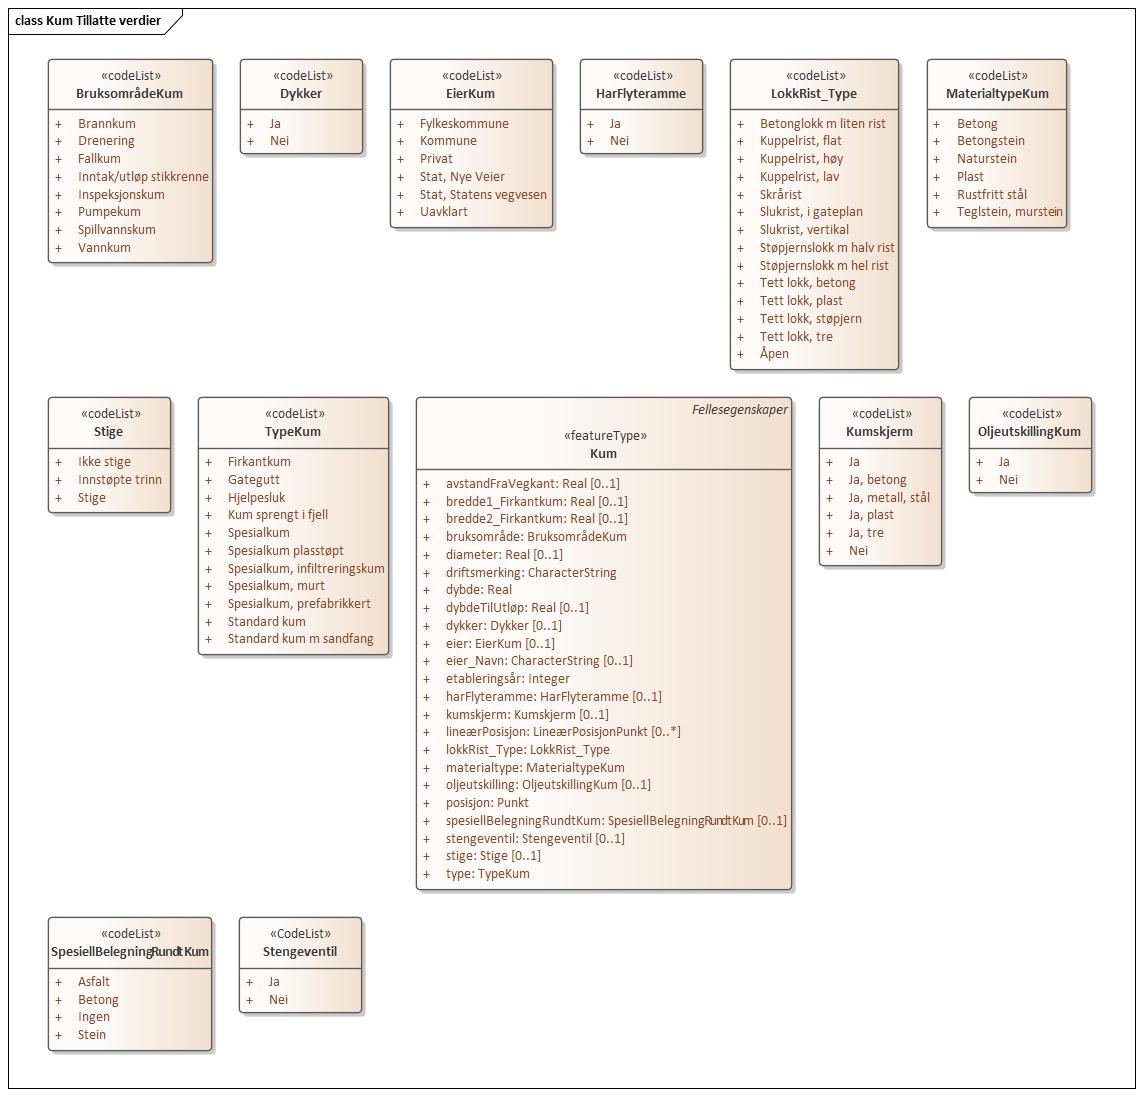 class Kum Tillatte verdier
«codeList»
BruksområdeKum
+ Brannkum
+ Drenering
+ Fallkum
+ Inntak/utløp stikkrenne
+ Inspeksjonskum
+ Pumpekum
+ Spillvannskum
+ Vannkum
«codeList»
Dykker
+ Ja
+ Nei
«codeList»
EierKum
+ Fylkeskommune
+ Kommune
+ Privat
+ Stat, Nye Veier
+ Stat, Statens vegvesen
+ Uavklart
«codeList»
HarFlyteramme
+ Ja
+ Nei
«codeList»
LokkRist_Type
+ Betonglokk m liten rist
+ Kuppelrist, flat
+ Kuppelrist, høy
+ Kuppelrist, lav
+ Skrårist
+ Slukrist, i gateplan
+ Slukrist, vertikal
+ Støpjernslokk m halv rist
+ Støpjernslokk m hel rist
+ Tett lokk, betong
+ Tett lokk, plast
+ Tett lokk, støpjern
+ Tett lokk, tre
+ Åpen
«codeList»
MaterialtypeKum
+ Betong
+ Betongstein
+ Naturstein
+ Plast
+ Rustfritt stål
+ Teglstein, murstein
«codeList»
Stige
+ Ikke stige
+ Innstøpte trinn
+ Stige
«codeList»
TypeKum
+ Firkantkum
+ Gategutt
+ Hjelpesluk
+ Kum sprengt i fjell
+ Spesialkum
+ Spesialkum plasstøpt
+ Spesialkum, infiltreringskum
+ Spesialkum, murt
+ Spesialkum, prefabrikkert
+ Standard kum
+ Standard kum m sandfang
Fellesegenskaper
«featureType»
Kum
+ avstandFraVegkant: Real [0..1]
+ bredde1_Firkantkum: Real [0..1]
+ bredde2_Firkantkum: Real [0..1]
+ bruksområde: BruksområdeKum
+ diameter: Real [0..1]
+ driftsmerking: CharacterString
+ dybde: Real
+ dybdeTilUtløp: Real [0..1]
+ dykker: Dykker [0..1]
+ eier: EierKum [0..1]
+ eier_Navn: CharacterString [0..1]
+ etableringsår: Integer
+ harFlyteramme: HarFlyteramme [0..1]
+ kumskjerm: Kumskjerm [0..1]
+ lineærPosisjon: LineærPosisjonPunkt [0..*]
+ lokkRist_Type: LokkRist_Type
+ materialtype: MaterialtypeKum
+ oljeutskilling: OljeutskillingKum [0..1]
+ posisjon: Punkt
+ spesiellBelegningRundtKum: SpesiellBelegningRundtKum [0..1]
+ stengeventil: Stengeventil [0..1]
+ stige: Stige [0..1]
+ type: TypeKum
«codeList»
Kumskjerm
+ Ja
+ Ja, betong
+ Ja, metall, stål
+ Ja, plast
+ Ja, tre
+ Nei
«codeList»
OljeutskillingKum
+ Ja
+ Nei
«codeList»
SpesiellBelegningRundtKum
+ Asfalt
+ Betong
+ Ingen
+ Stein
«CodeList»
Stengeventil
+ Ja
+ Nei